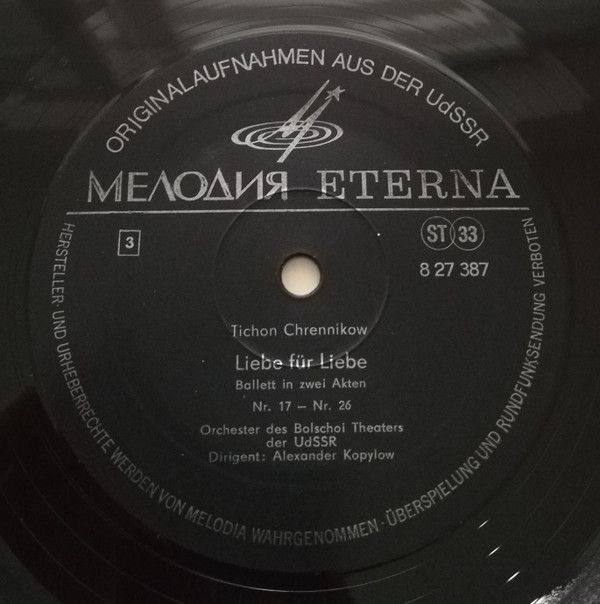 ORIGINALAUFNAHMEN AUS DER UdSSR
МЕЛОДИЯ ETERNA
3
ST 33
8 27 387
Tichon Chrennikow
Liebe für Liebe
Ballett in zwei Akten
Nr. 17 – Nr. 26
Orchester des Bolschoi Theaters
der UdSSR
Dirigent: Alexander Kopylow
HERSTELLER- UND URHEBERRECHTE WERDEN VON MELODIA WAHRGENOMMEN · ÜBERSPIELUNG UND RUNDFUNKSENDUNG VERBOTEN